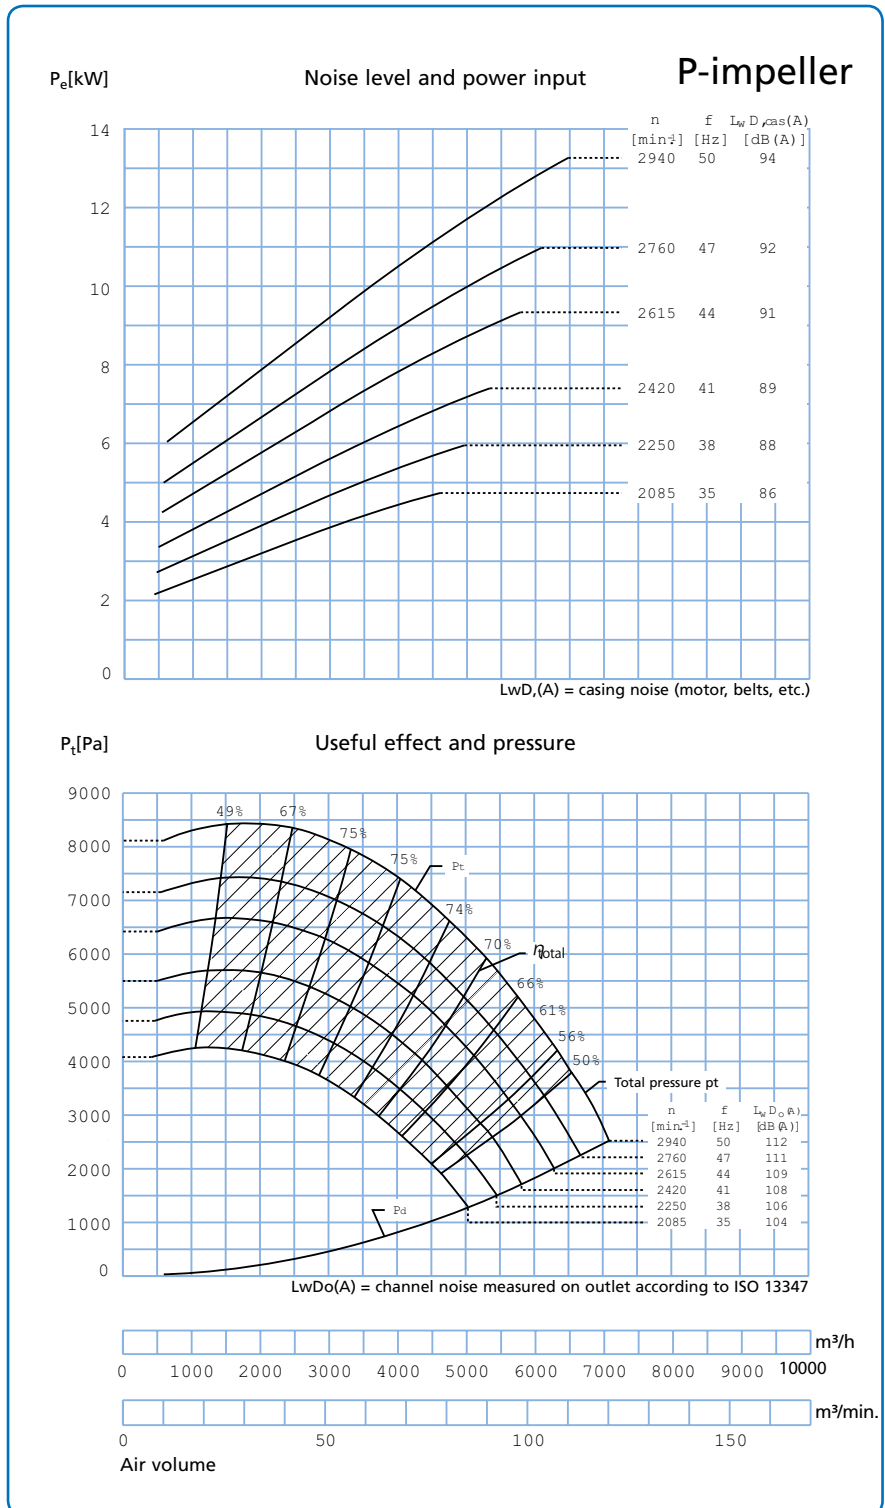 P-impeller
Pe[kW] Noise level and power input
n f LwD,cas(A)
[min-1] [Hz] [dB(A)]
14
2940 50 94
12
2760 47 92
10
2615 44 91
8
2420 41 89
6
2250 38 88
2085 35 86
4
2
0
LwD,(A) = casing noise (motor, belts, etc.)
Pt[Pa] Useful effect and pressure
9000
49% 67%
75%
8000
75%
Pt
7000
74%
70%
6000
ηtotal
66%
61%
5000
56%
50%
4000
Total pressure pt
n f LwDo(A)
3000
[min-1] [Hz] [dB(A)]
2940 50 112
2760 47 111
2000
2615 44 109
2420 41 108
Pd 2250 38 106
1000
2085 35 104
0
LwDo(A) = channel noise measured on outlet according to ISO 13347
m³/h
0 1000 2000 3000 4000 5000 6000 7000 8000 9000 10000
m³/min.
0 50 100 150
Air volume